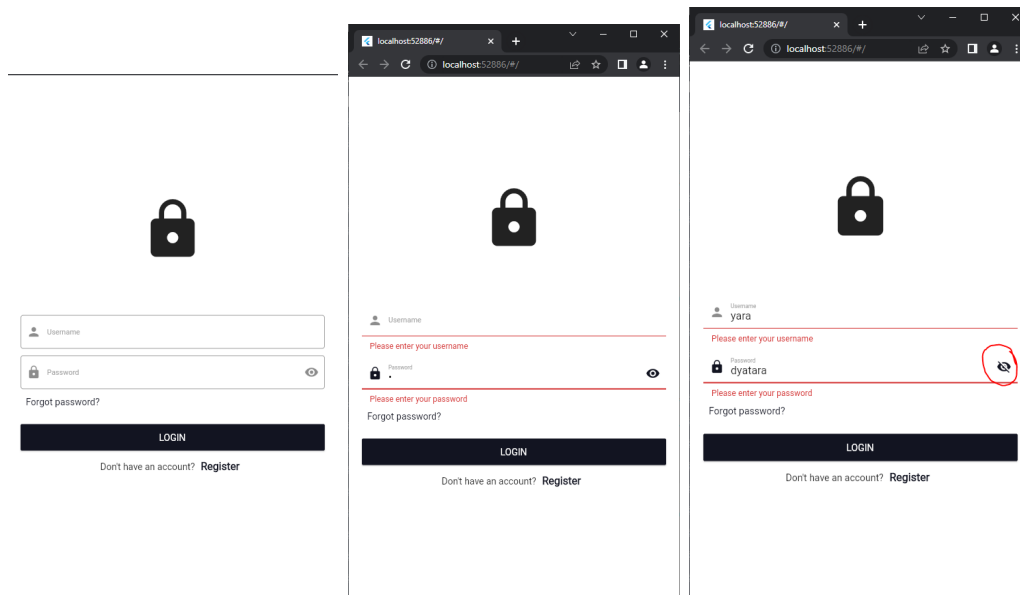 Username
Password
Forgot password?
LOGIN
Don't have an account? Register
localhost:52886/#/
localhost:52886/#/
Username
Please enter your username
Password
Please enter your password
Forgot password?
LOGIN
Don't have an account? Register
localhost:52886/#/
localhost:52886/#/
Username
yara
Please enter your username
Password
dyatara
Please enter your password
Forgot password?
LOGIN
Don't have an account? Register